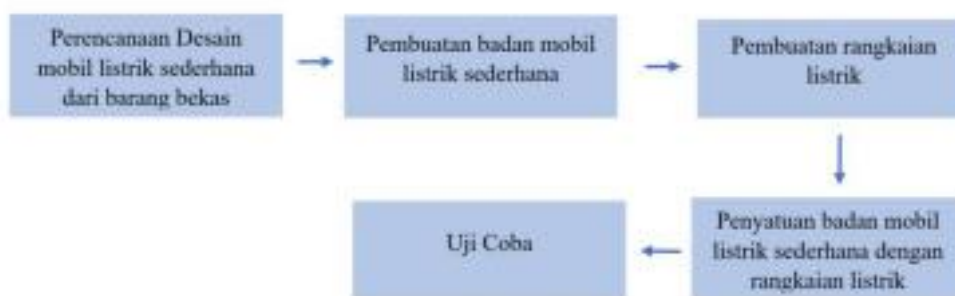 Perencanaan Desain
mobil listrik sederhana
dari barang bekas
Pembuatan badan mobil
listrik sederhana
Pembuatan rangkaian
listrik
Penyatuan badan mobil
listrik sederhana dengan
rangkaian listrik
Uji Coba